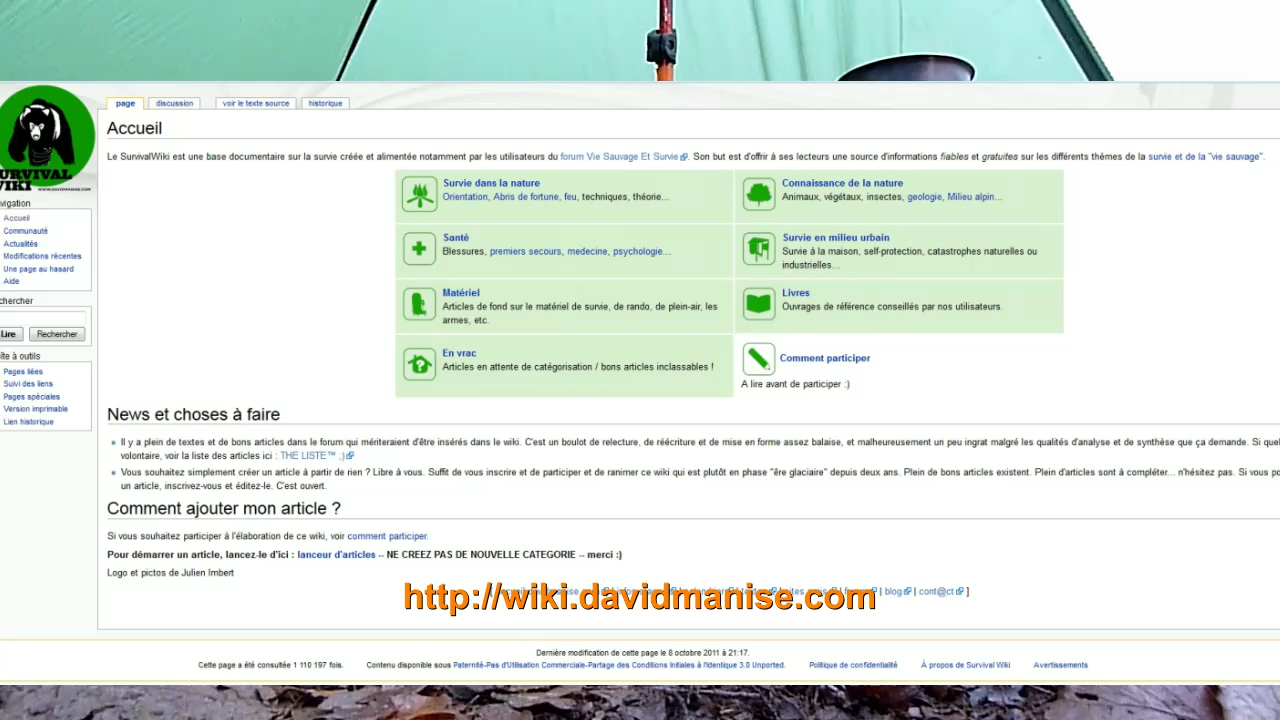 SURVIVAL
WIKI WWW.DAVIDMANISE.COM
page discussion voir le texte source historique
Accueil
Le SurvivalWiki est une base documentaire sur la survie créée et alimentée notamment par les utilisateurs du forum Vie Sauvage Et Survie. Son but est d'offrir à ses lecteurs une source d'informations fiables et gratuites sur les différents thèmes de la survie et de la "vie sauvage".
Survie dans la nature
Orientation, Abris de fortune, feu, techniques, théorie...
Connaissance de la nature
Animaux, végétaux, insectes, geologie, Milieu alpin...
Santé
Blessures, premiers secours, medecine, psychologie...
Survie en milieu urbain
Survie à la maison, self-protection, catastrophes naturelles ou
industrielles...
Matériel
Articles de fond sur le matériel de survie, de rando, de plein-air, les
armes, etc.
Livres
Ouvrages de référence conseillés par nos utilisateurs.
En vrac
Articles en attente de catégorisation / bons articles inclassables !
Comment participer
A lire avant de participer :)
vigation
Accueil
Communauté
Actualités
Modifications récentes
Une page au hasard
Aide
chercher
Lire Rechercher
îte à outils
Pages liées
Suivi des liens
Pages spéciales
Version imprimable
Lien historique
News et choses à faire
Il y a plein de textes et de bons articles dans le forum qui mériteraient d'être insérés dans le wiki. C'est un boulot de relecture, de réécriture et de mise en forme assez balaise, et malheureusement un peu ingrat malgré les qualités d'analyse et de synthèse que ça demande. Si quel
volontaire, voir la liste des articles ici : THE LISTE™ ;)
Vous souhaitez simplement créer un article à partir de rien ? Libre à vous. Suffit de vous inscrire et de participer et de ranimer ce wiki qui est plutôt en phase "êre glaciaire" depuis deux ans. Plein de bons articles existent. Plein d'articles sont à compléter... n'hésitez pas. Si vous po
un article, inscrivez-vous et éditez-le. C'est ouvert.
Comment ajouter mon article ?
Si vous souhaitez participer à l'élaboration de ce wiki, voir comment participer.
Pour démarrer un article, lancez-le d'ici : lanceur d'articles -- NE CREEZ PAS DE NOUVELLE CATEGORIE -- merci :)
Logo et pictos de Julien Imbert
http://wiki.davidmanise.com
| blog | cont@ct ]
Dernière modification de cette page le 8 octobre 2011 à 21:17.
Cette page a été consultée 1 110 197 fois. Contenu disponible sous Paternité-Pas d'Utilisation Commerciale-Partage des Conditions Initiales à l'Identique 3.0 Unported. Politique de confidentialité À propos de Survival Wiki Avertissements